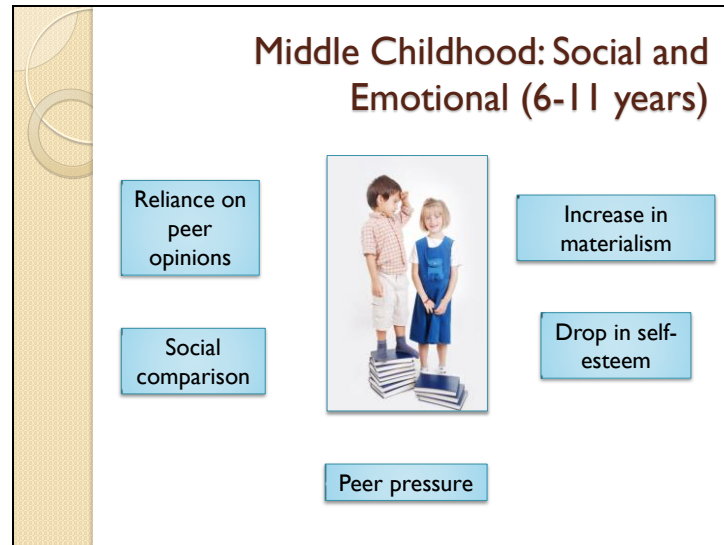 Middle Childhood: Social and
Emotional (6-11 years)
Reliance on
peer
opinions
Social
comparison
Increase in
materialism
Drop in self-
esteem
Peer pressure